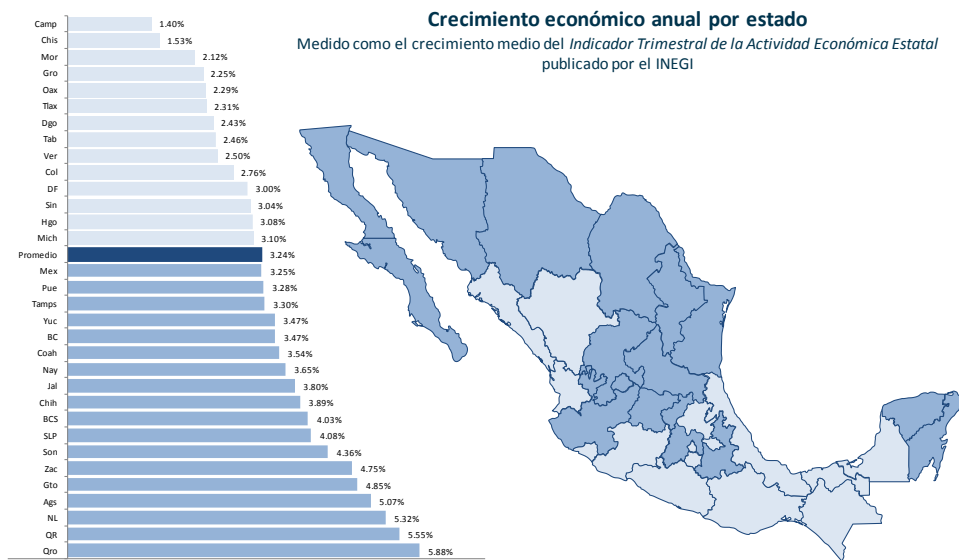 Crecimiento económico anual por estado
Medido como el crecimiento medio del Indicador Trimestral de la Actividad Económica Estatal
publicado por el INEGI
Camp 1.40%
Chis 1.53%
Mor 2.12%
Gro 2.25%
Oax 2.29%
Tlax 2.31%
Dgo 2.43%
Tab 2.46%
Ver 2.50%
Col 2.76%
DF 3.00%
Sin 3.04%
Hgo 3.08%
Mich 3.10%
Promedio 3.24%
Mex 3.25%
Pue 3.28%
Tamps 3.30%
Yuc 3.47%
BC 3.47%
Coah 3.54%
Nay 3.65%
Jal 3.80%
Chih 3.89%
BCS 4.03%
SLP 4.08%
Son 4.36%
Zac 4.75%
Gto 4.85%
Ags 5.07%
NL 5.32%
QR 5.55%
Qro 5.88%